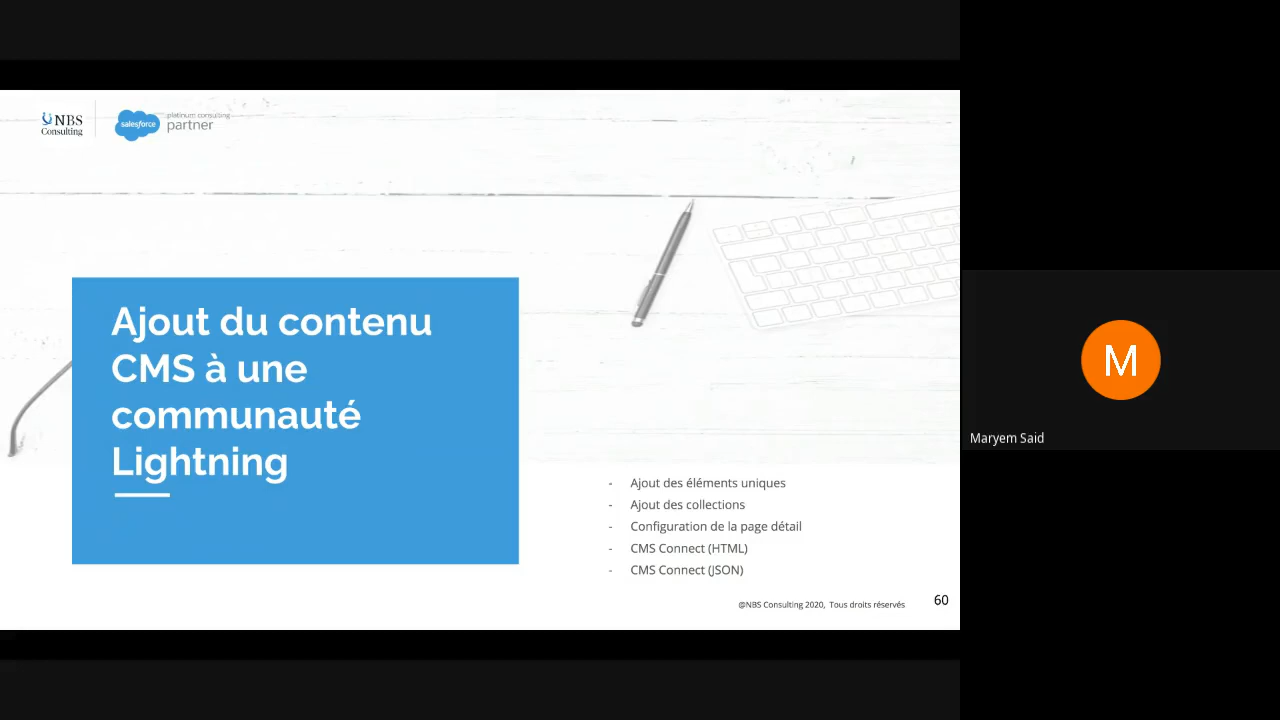 NBS
Consulting
salesforce
platinum consulting
partner
Ajout du contenu
CMS à une
communauté
Lightning
- Ajout des éléments uniques
- Ajout des collections
- Configuration de la page détail
- CMS Connect (HTML)
- CMS Connect (JSON)
@NBS Consulting 2020, Tous droits réservés
60
M
Maryem Said